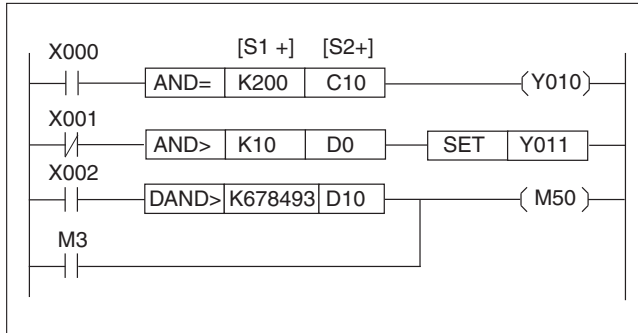 [S1 +] [S2+]
X000
AND= K200 C10 Y010
X001
AND> K10 D0 SET Y011
X002
DAND> K678493 D10 M50
M3